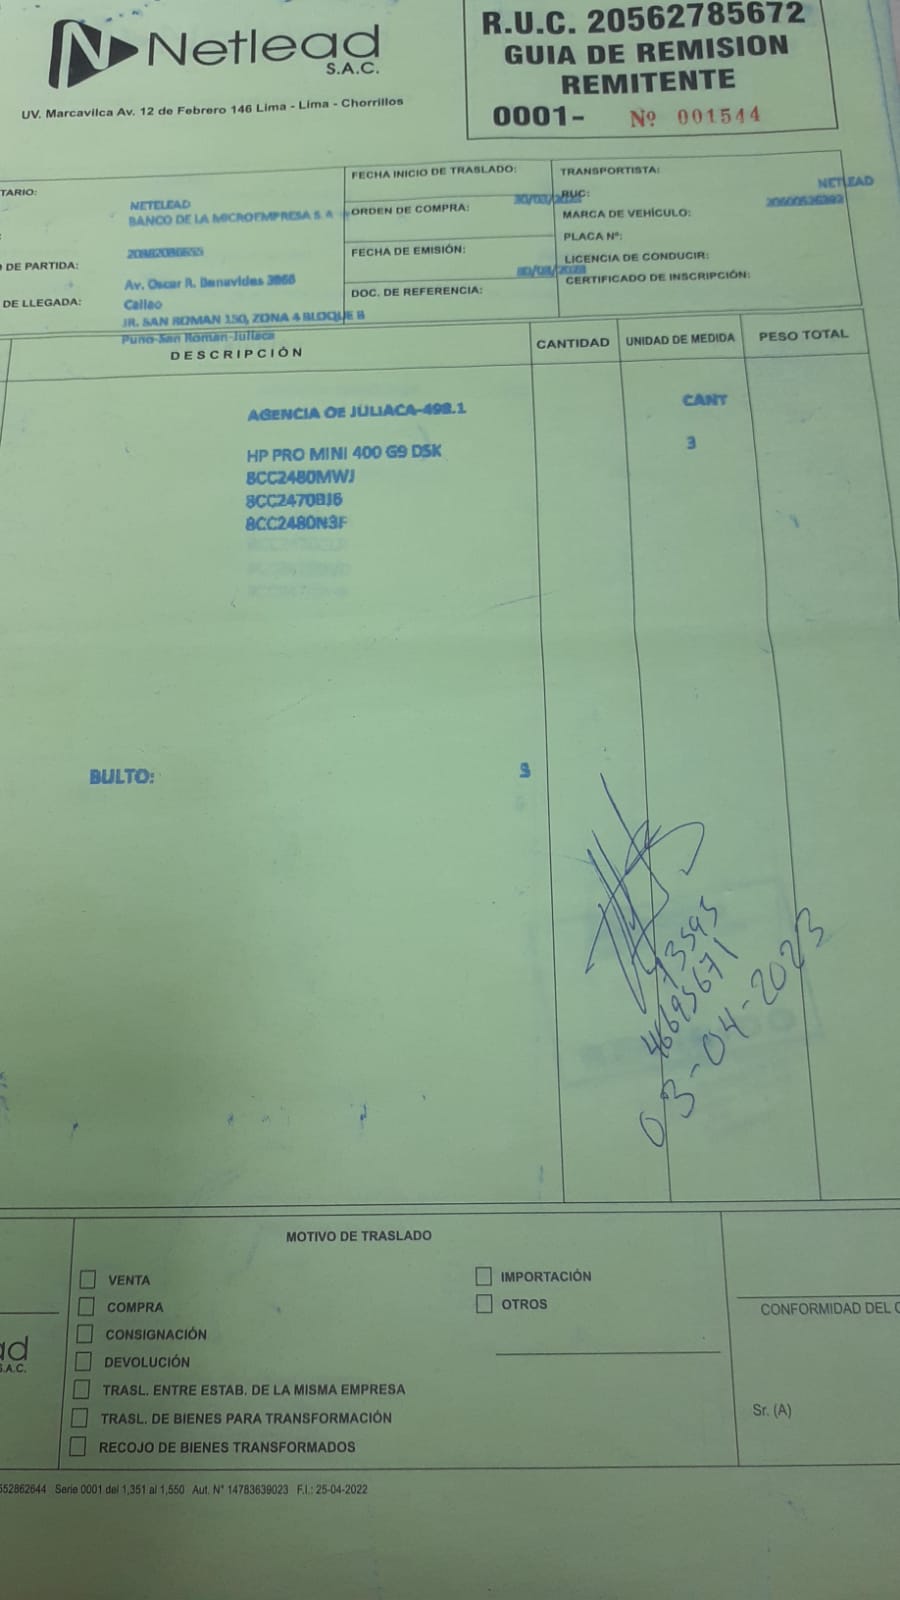 Netlead
S.A.C.
UV. Marcavilca Av. 12 de Febrero 146 Lima - Lima - Chorrillos
R.U.C. 20562785672
GUIA DE REMISION
REMITENTE
0001- Nº 001544
TARIO:
NETELEAD
BANCO DE LA MICROEMPRESA S.A
DE PARTIDA:
Av. Oscar R. Benavides 3866
Callao
DE LLEGADA:
JR. SAN ROMAN 150, ZONA 4 BLOQUE B
Puno-San Roman-Juliaca
FECHA INICIO DE TRASLADO:
ORDEN DE COMPRA:
FECHA DE EMISIÓN:
DOC. DE REFERENCIA:
TRANSPORTISTA:
NETLEAD
RUC:
MARCA DE VEHÍCULO:
PLACA Nº:
LICENCIA DE CONDUCIR:
CERTIFICADO DE INSCRIPCIÓN:
DESCRIPCIÓN CANTIDAD UNIDAD DE MEDIDA PESO TOTAL
AGENCIA OE JULIACA-498.1 CANT
HP PRO MINI 400 G9 DSK 3
8CC2480MWJ
8CC2470BJ6
8CC2480N3F
BULTO: 3
46695671
03-04-2023
MOTIVO DE TRASLADO
VENTA
COMPRA
CONSIGNACIÓN
DEVOLUCIÓN
TRASL. ENTRE ESTAB. DE LA MISMA EMPRESA
TRASL. DE BIENES PARA TRANSFORMACIÓN
RECOJO DE BIENES TRANSFORMADOS
IMPORTACIÓN
OTROS
CONFORMIDAD DEL C
Sr. (A)
ad
S.A.C.
552862644 Serie 0001 del 1,351 al 1,550 Aut. N° 14783639023 F.I.: 25-04-2022